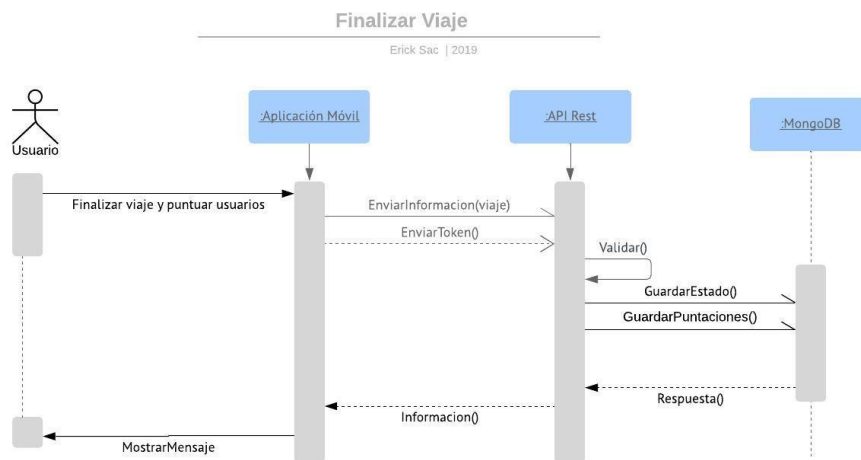 Finalizar Viaje
Erick Sac | 2019
:Aplicación Móvil
:API Rest
:MongoDB
Usuario
Finalizar viaje y puntuar usuarios
EnviarInformacion(viaje)
EnviarToken()
Validar()
GuardarEstado()
GuardarPuntaciones()
Respuesta()
Informacion()
MostrarMensaje